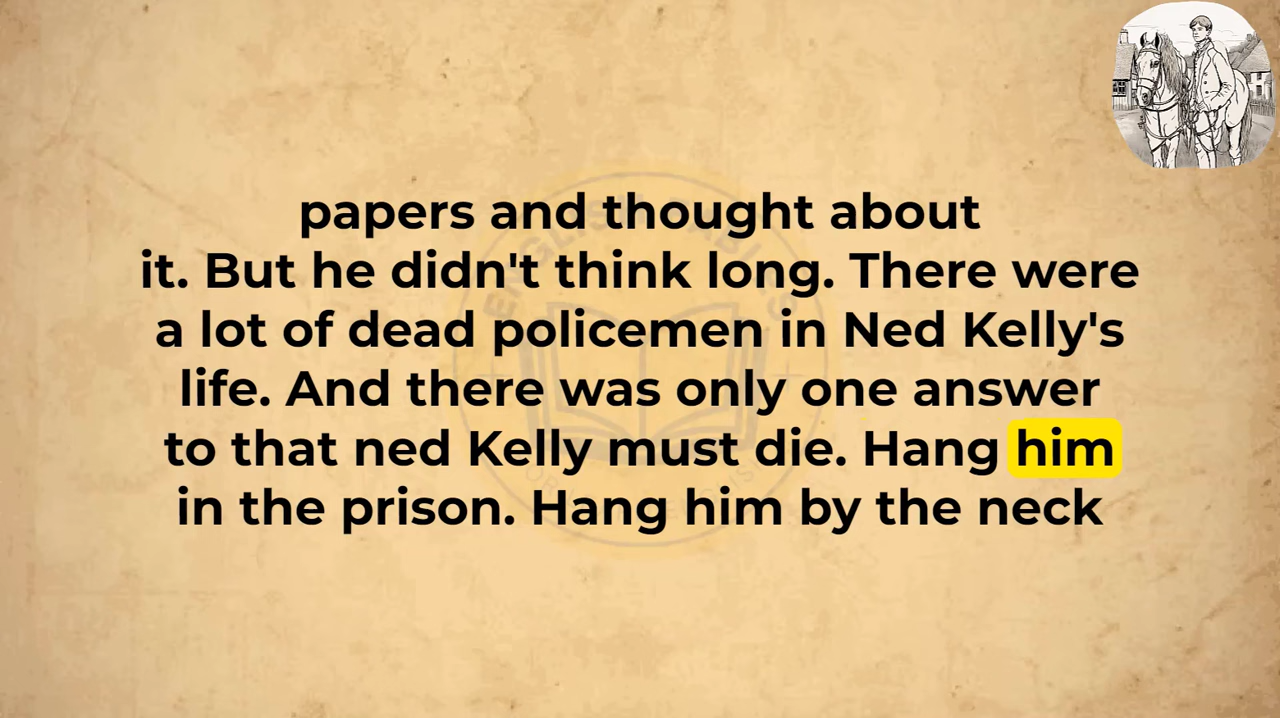 papers and thought about
it. But he didn't think long. There were
a lot of dead policemen in Ned Kelly's
life. And there was only one answer
to that ned Kelly must die. Hang him
in the prison. Hang him by the neck